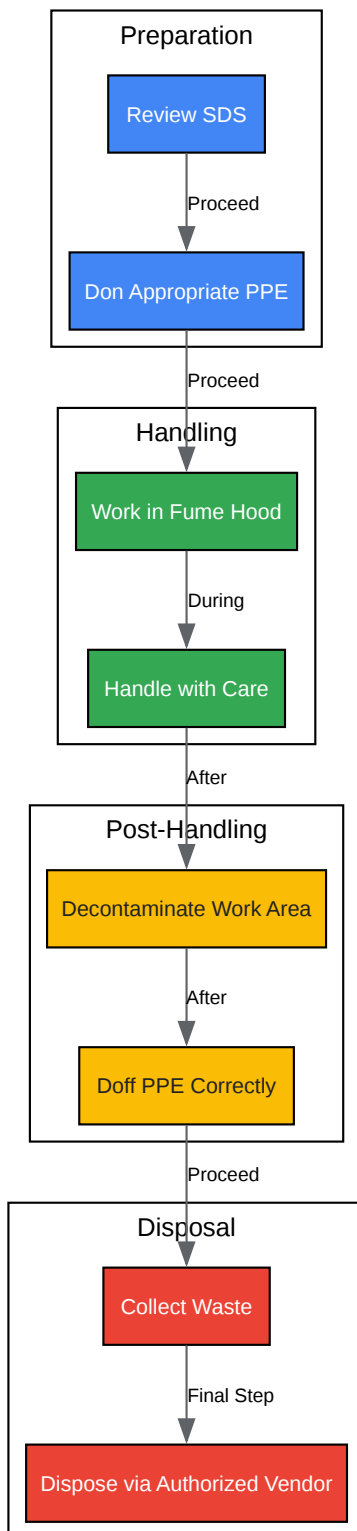 Preparation
Review SDS
Proceed
Don Appropriate PPE
Proceed
Handling
Work in Fume Hood
During
Handle with Care
After
Post-Handling
Decontaminate Work Area
After
Doff PPE Correctly
Proceed
Disposal
Collect Waste
Final Step
Dispose via Authorized Vendor